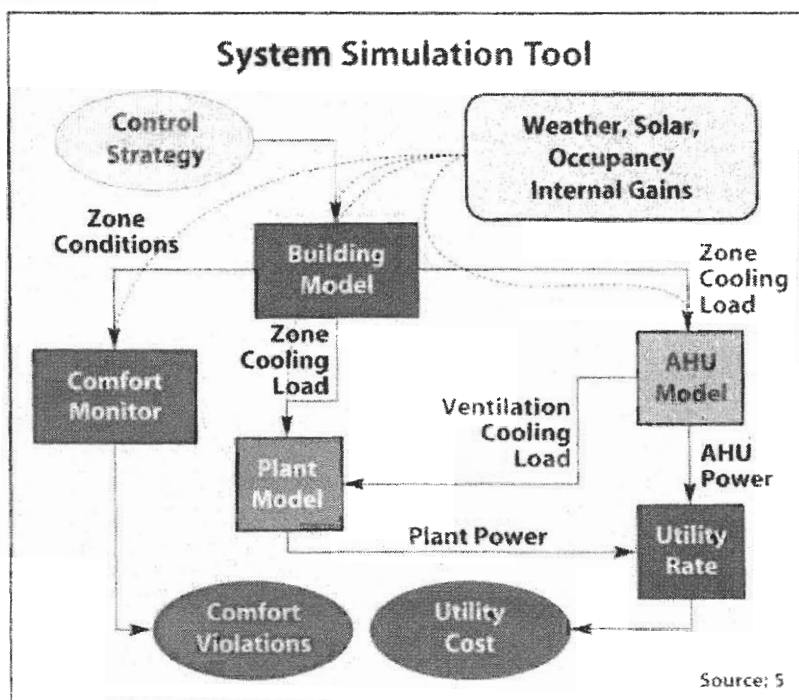 System Simulation Tool
Control
Strategy
Weather, Solar,
Occupancy
Internal Gains
Zone
Conditions
Building
Model
Zone
Cooling
Load
Zone
Cooling
Load
Comfort
Monitor
AHU
Model
Ventilation
Cooling
Load
Plant
Model
AHU
Power
Plant Power
Utility
Rate
Comfort
Violations
Utility
Cost
Source; 5